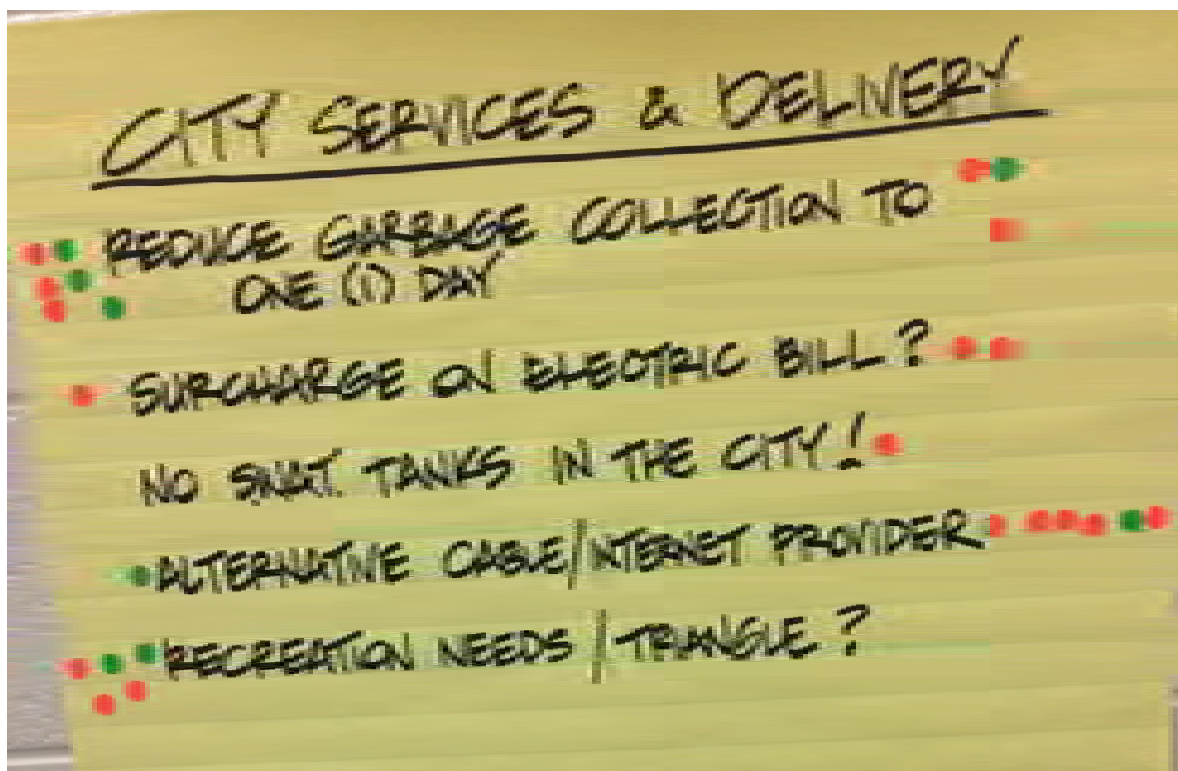 CITY SERVICES & DELIVERY
REDUCE GARBAGE COLLECTION TO
ONE (1) DAY
SURCHARGE ON ELECTRIC BILL?
NO TANKS IN THE CITY!
ALTERNATIVE CABLE/INTERNET PROVIDER
RECREATION NEEDS / TRIANGLE?